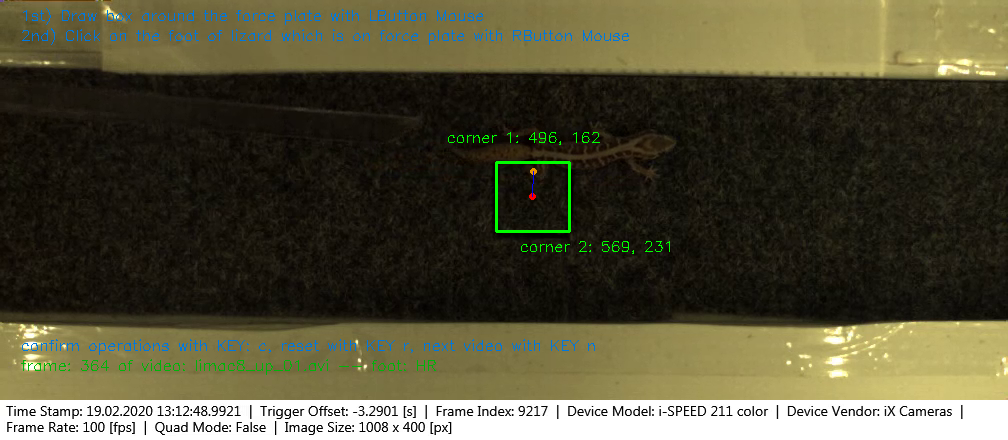 1st) Draw box around the force plate with LButton Mouse
2nd) Click on the foot of lizard which is on force plate with RButton Mouse
corner 1: 496, 162
corner 2: 569, 231
confirm operations with KEY: c, reset with KEY r, next video with KEY n
frame: 364 of video:
Time Stamp: 19.02.2020 13:12:48.9921 | Trigger Offset: -3.2901 [s] | Frame Index: 9217 | Device Model: i-SPEED 211 color | Device Vendor: iX Cameras |
Frame Rate: 100 [fps] | Quad Mode: False | Image Size: 1008 x 400 [px]